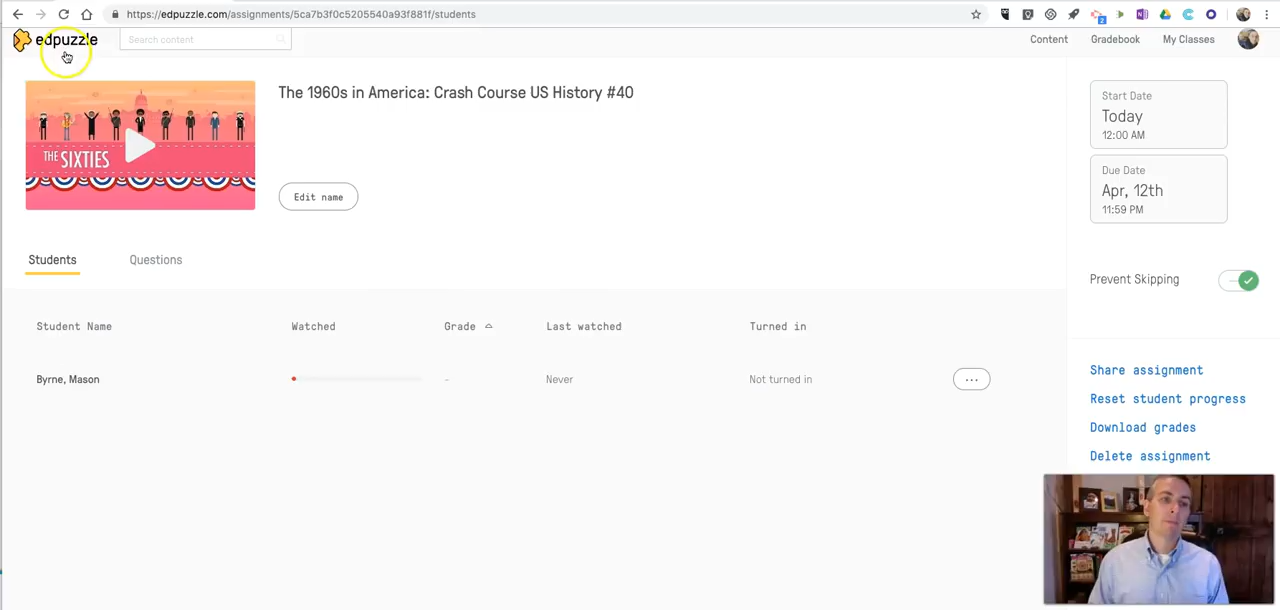 https://edpuzzle.com/assignments/5ca7b3f0c5205540a93f881f/students
edpuzzle
Search content
Content
Gradebook
My Classes
THE SIXTIES
The 1960s in America: Crash Course US History #40
Edit name
Start Date
Today
12:00 AM
Due Date
Apr, 12th
11:59 PM
Students
Questions
Prevent Skipping
Student Name
Watched
Grade
Last watched
Turned in
Byrne, Mason
-
Never
Not turned in
...
Share assignment
Reset student progress
Download grades
Delete assignment